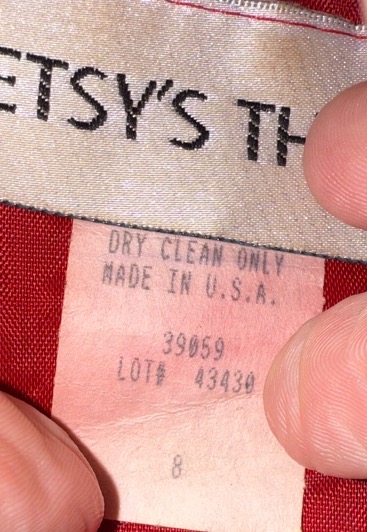 ETSY'S TH
DRY CLEAN ONLY
MADE IN U.S.A.
39059
LOT# 43430
8